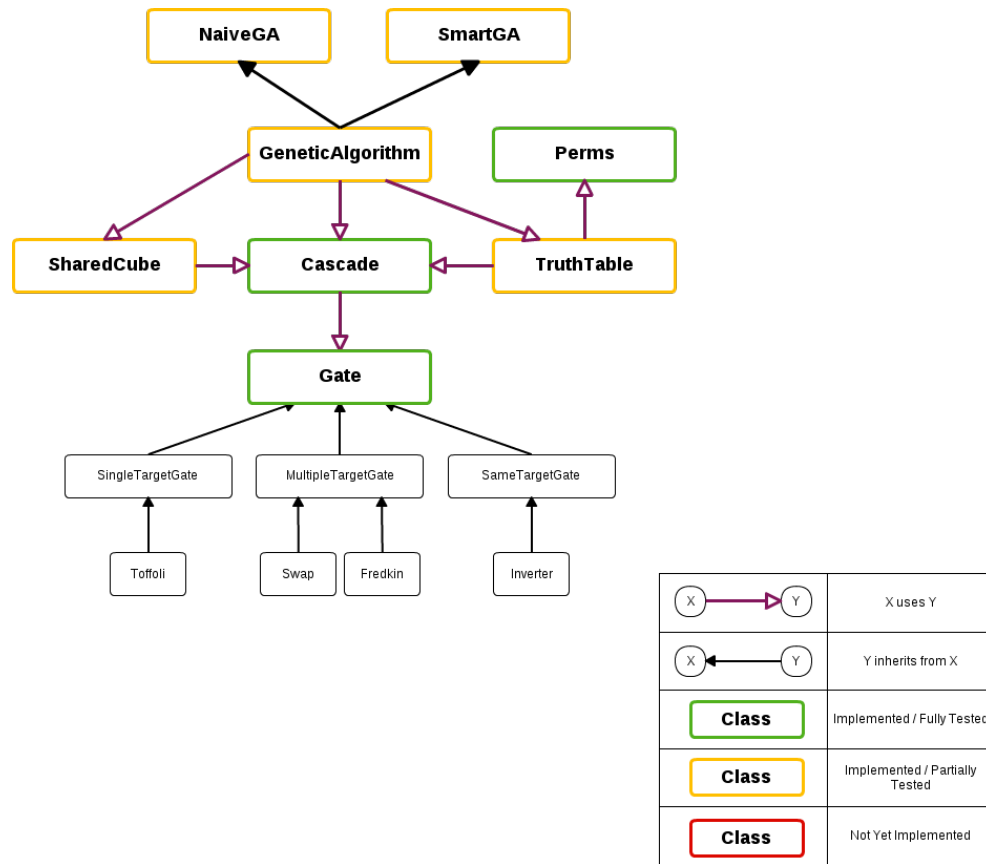 NaiveGA
SmartGA
GeneticAlgorithm
Perms
SharedCube
Cascade
TruthTable
Gate
SingleTargetGate
MultipleTargetGate
SameTargetGate
Toffoli
Swap
Fredkin
Inverter
X
Y
X uses Y
X
Y
Y inherits from X
Class
Implemented / Fully Tested
Class
Implemented / Partially
Tested
Class
Not Yet Implemented